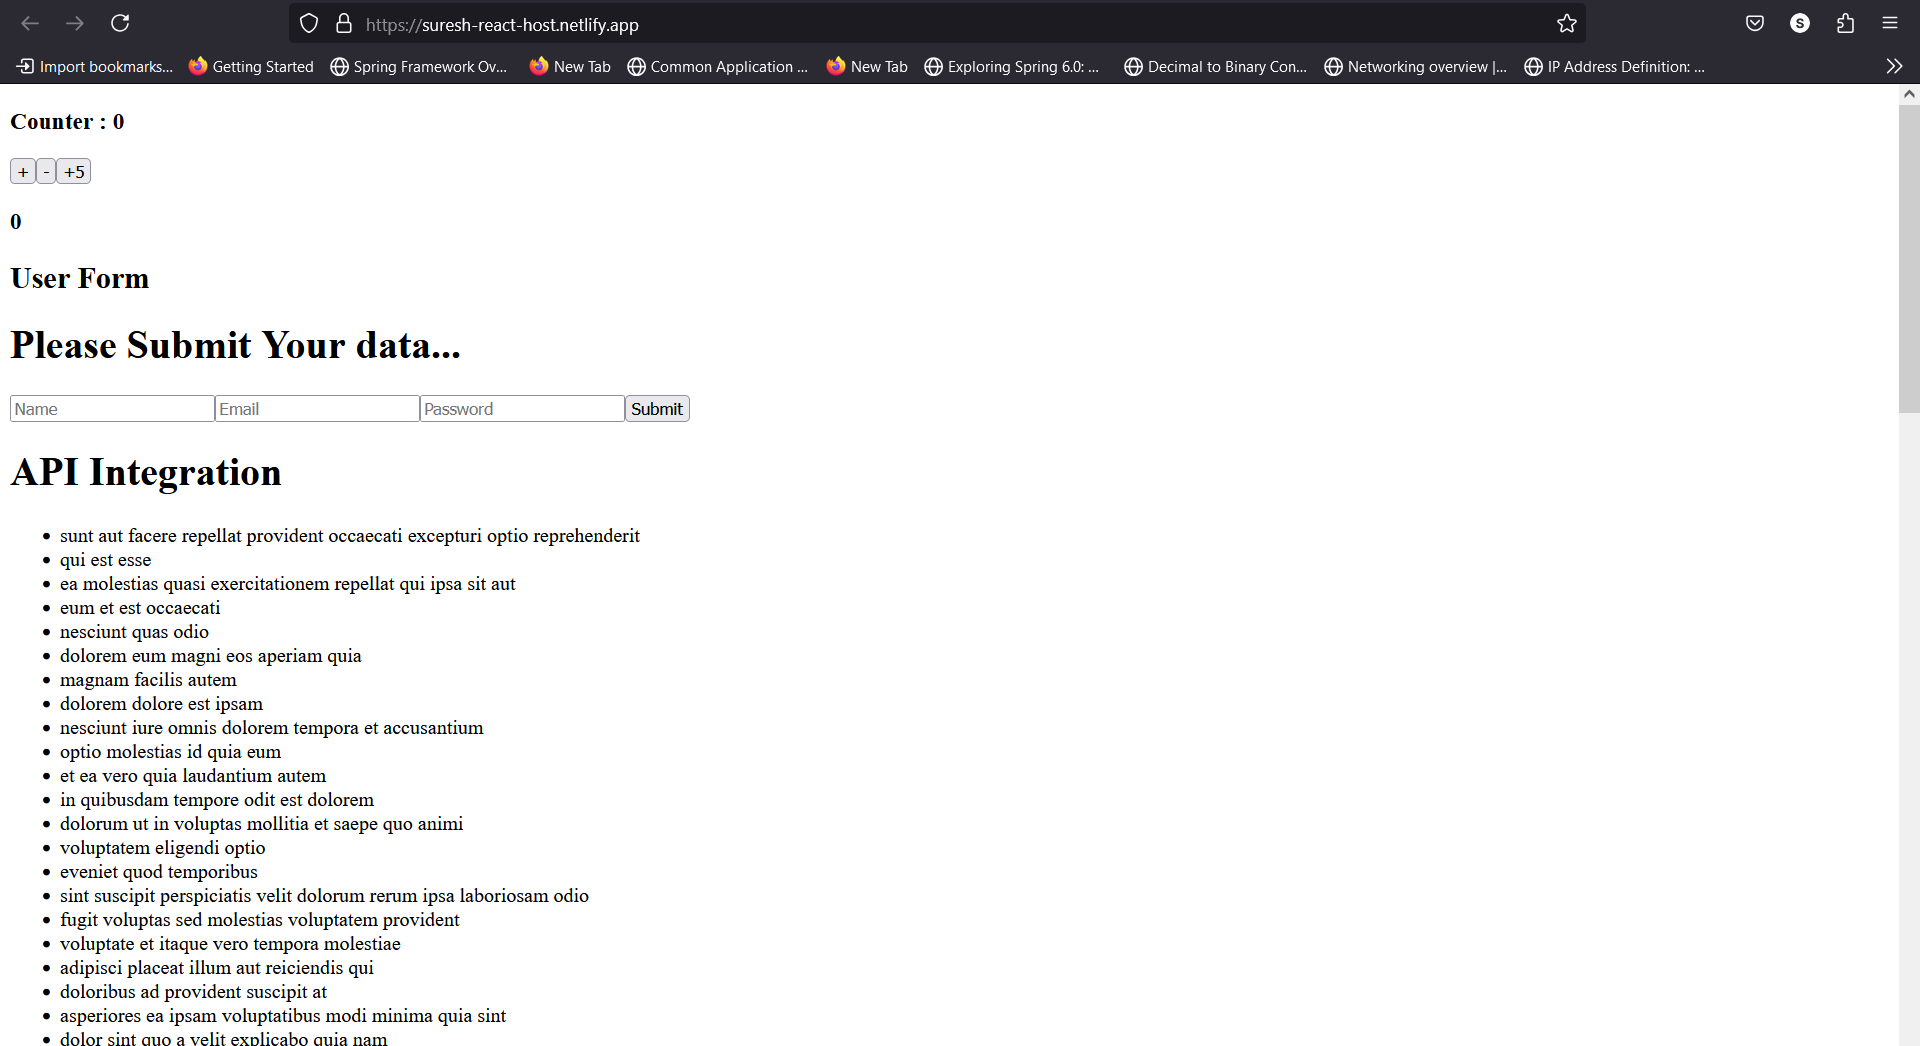 https://suresh-react-host.netlify.app
S
Import bookmarks... Getting Started Spring Framework Ov... New Tab Common Application ... New Tab Exploring Spring 6.0: ... Decimal to Binary Con... Networking overview |... IP Address Definition: ...
Counter : 0
+ - +5
0
User Form
Please Submit Your data...
Name Email Password Submit
API Integration
• sunt aut facere repellat provident occaecati excepturi optio reprehenderit
• qui est esse
• ea molestias quasi exercitationem repellat qui ipsa sit aut
• eum et est occaecati
• nesciunt quas odio
• dolorem eum magni eos aperiam quia
• magnam facilis autem
• dolorem dolore est ipsam
• nesciunt iure omnis dolorem tempora et accusantium
• optio molestias id quia eum
• et ea vero quia laudantium autem
• in quibusdam tempore odit est dolorem
• dolorum ut in voluptas mollitia et saepe quo animi
• voluptatem eligendi optio
• eveniet quod temporibus
• sint suscipit perspiciatis velit dolorum rerum ipsa laboriosam odio
• fugit voluptas sed molestias voluptatem provident
• voluptate et itaque vero tempora molestiae
• adipisci placeat illum aut reiciendis qui
• doloribus ad provident suscipit at
• asperiores ea ipsam voluptatibus modi minima quia sint
• dolor sint quo a velit explicabo quia nam